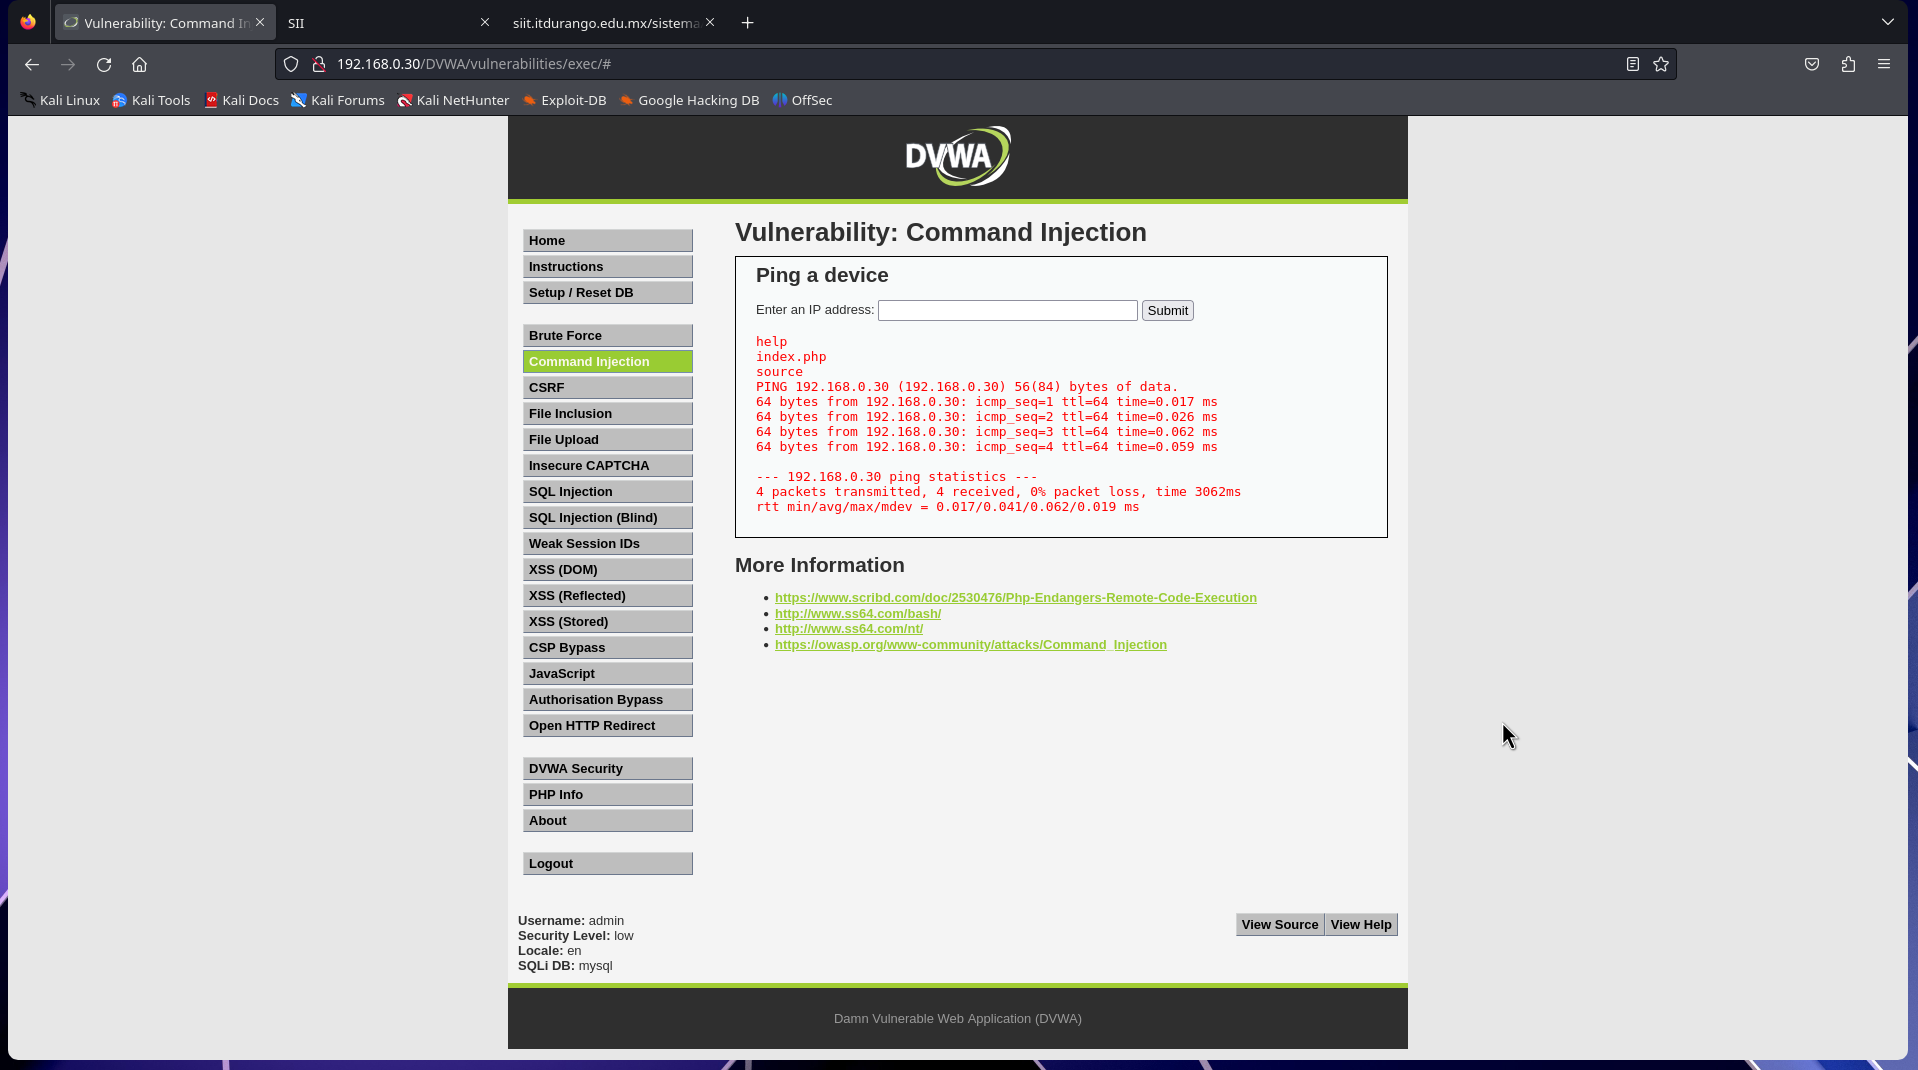 Vulnerability: Command In
SII
siit.itdurango.edu.mx/sistema
192.168.0.30/DVWA/vulnerabilities/exec/#
Kali Linux Kali Tools Kali Docs Kali Forums Kali NetHunter Exploit-DB Google Hacking DB OffSec
DVWA
Home
Instructions
Setup / Reset DB
Brute Force
Command Injection
CSRF
File Inclusion
File Upload
Insecure CAPTCHA
SQL Injection
SQL Injection (Blind)
Weak Session IDs
XSS (DOM)
XSS (Reflected)
XSS (Stored)
CSP Bypass
JavaScript
Authorisation Bypass
Open HTTP Redirect
DVWA Security
PHP Info
About
Logout
Vulnerability: Command Injection
Ping a device
Enter an IP address: Submit
help
index.php
source
PING 192.168.0.30 (192.168.0.30) 56(84) bytes of data.
64 bytes from 192.168.0.30: icmp_seq=1 ttl=64 time=0.017 ms
64 bytes from 192.168.0.30: icmp_seq=2 ttl=64 time=0.026 ms
64 bytes from 192.168.0.30: icmp_seq=3 ttl=64 time=0.062 ms
64 bytes from 192.168.0.30: icmp_seq=4 ttl=64 time=0.059 ms
--- 192.168.0.30 ping statistics ---
4 packets transmitted, 4 received, 0% packet loss, time 3062ms
rtt min/avg/max/mdev = 0.017/0.041/0.062/0.019 ms
More Information
https://www.scribd.com/doc/2530476/Php-Endangers-Remote-Code-Execution
http://www.ss64.com/bash/
http://www.ss64.com/nt/
https://owasp.org/www-community/attacks/Command_Injection
Username: admin
Security Level: low
Locale: en
SQLi DB: mysql
View Source View Help
Damn Vulnerable Web Application (DVWA)